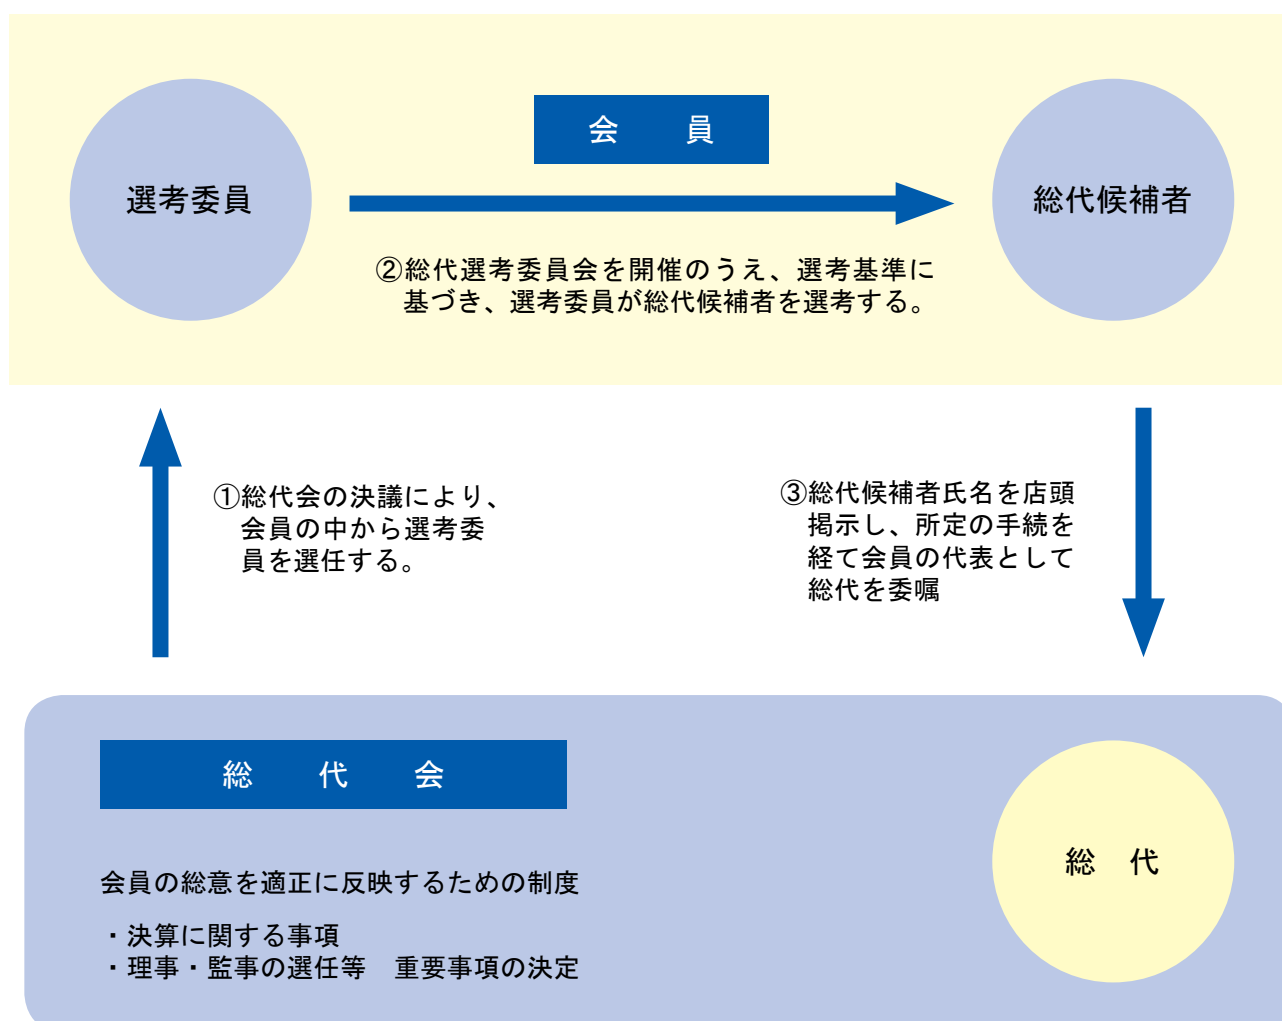 会　員
選考委員
総代候補者
②総代選考委員会を開催のうえ、選考基準に
基づき、選考委員が総代候補者を選考する。
①総代会の決議により、
会員の中から選考委
員を選任する。
③総代候補者氏名を店頭
掲示し、所定の手続を
経て会員の代表として
総代を委嘱
総　代　会
会員の総意を適正に反映するための制度
・決算に関する事項
・理事・監事の選任等　重要事項の決定
総　代